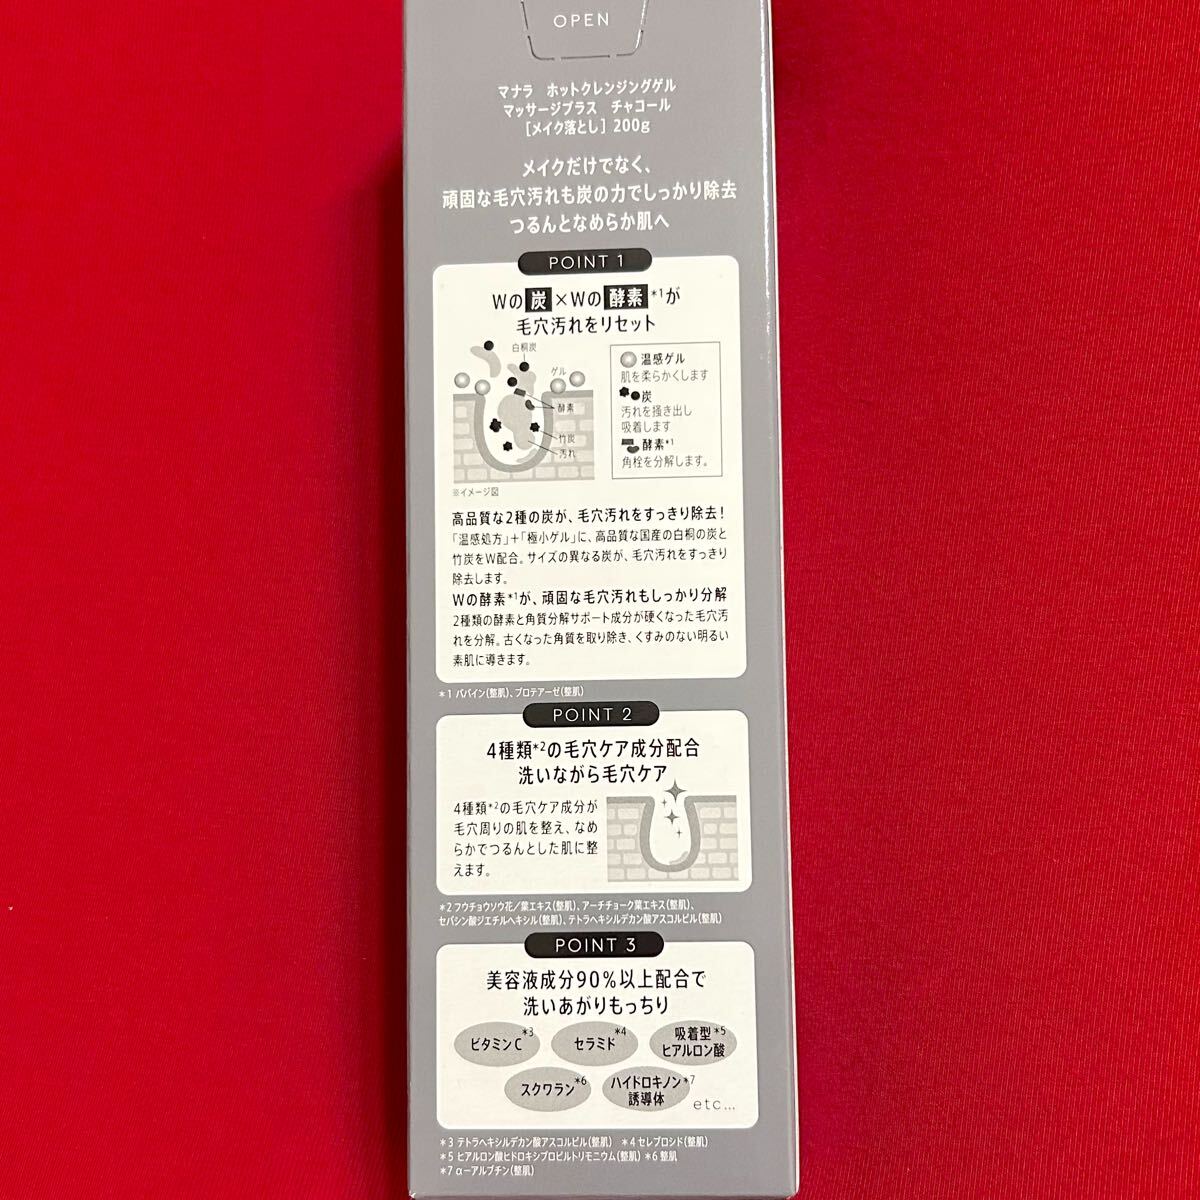 OPEN
マナラ ホットクレンジングゲル
マッサージプラス チャコール
[メイク落とし] 200g
メイクだけでなく、
頑固な毛穴汚れも炭の力でしっかり除去
つるんとなめらか肌へ
POINT 1
Wの炭×Wの酵素*1が
毛穴汚れをリセット
白桐炭
ゲル
酵素
竹炭
汚れ
※イメージ図
温感ゲル
肌を柔らかくします
炭
汚れを掻き出し
吸着します
酵素*1
角栓を分解します。
高品質な2種の炭が、毛穴汚れをすっきり除去!
「温感処方」+「極小ゲル」に、高品質な国産の白桐の炭と
竹炭をW配合。サイズの異なる炭が、毛穴汚れをすっきり
除去します。
Wの酵素*1が、頑固な毛穴汚れもしっかり分解
2種類の酵素と角質分解サポート成分が硬くなった毛穴汚
れを分解。古くなった角質を取り除き、くすみのない明るい
素肌に導きます。
*1 パパイン(整肌)、プロテアーゼ(整肌)
POINT 2
4種類*2の毛穴ケア成分配合
洗いながら毛穴ケア
4種類*2の毛穴ケア成分が
毛穴周りの肌を整え、なめ
らかでつるんとした肌に整
えます。
*2 フウチョウソウ花/葉エキス(整肌)、アーチチョーク葉エキス(整肌)、
セバシン酸ジエチルヘキシル(整肌)、テトラヘキシルデカン酸アスコルビル(整肌)
POINT 3
美容液成分90%以上配合で
洗いあがりもっちり
ビタミンC*3
セラミド*4
吸着型*5
ヒアルロン酸
スクワラン*6
ハイドロキノン*7
誘導体
etc...
*3 テトラヘキシルデカン酸アスコルビル(整肌) *4 セレブロシド(整肌)
*5 ヒアルロン酸ヒドロキシプロピルトリモニウム(整肌) *6 整肌
*7 α-アルブチン(整肌)